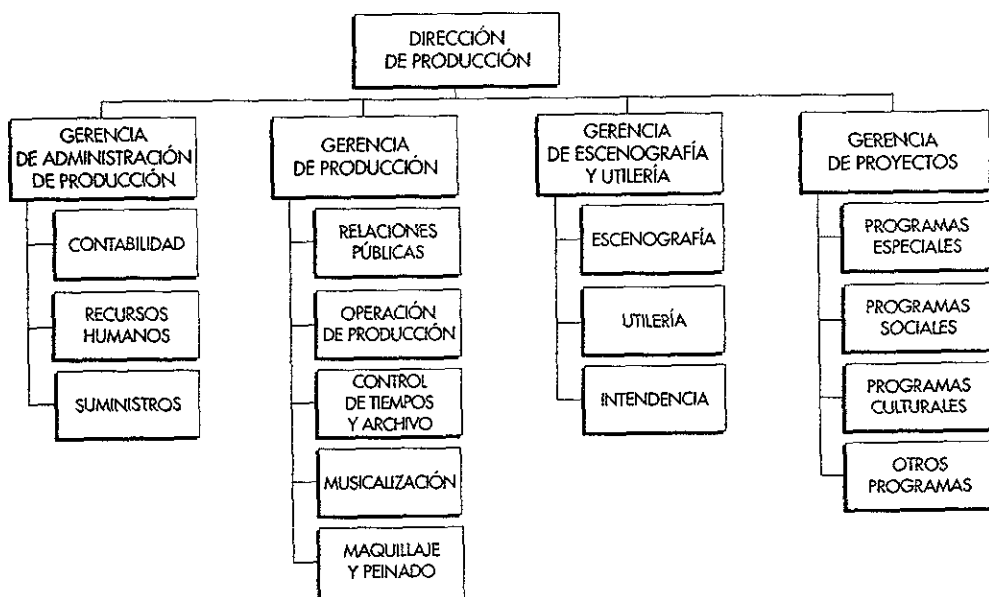 DIRECCIÓN
DE PRODUCCIÓN
GERENCIA
DE ADMINISTRACIÓN
DE PRODUCCIÓN
CONTABILIDAD
RECURSOS
HUMANOS
SUMINISTROS
GERENCIA
DE PRODUCCIÓN
RELACIONES
PÚBLICAS
OPERACIÓN
DE PRODUCCIÓN
CONTROL
DE TIEMPOS
Y ARCHIVO
MUSICALIZACIÓN
MAQUILLAJE
Y PEINADO
GERENCIA
DE ESCENOGRAFÍA
Y UTILERÍA
ESCENOGRAFÍA
UTILERÍA
INTENDENCIA
GERENCIA
DE PROYECTOS
PROGRAMAS
ESPECIALES
PROGRAMAS
SOCIALES
PROGRAMAS
CULTURALES
OTROS
PROGRAMAS